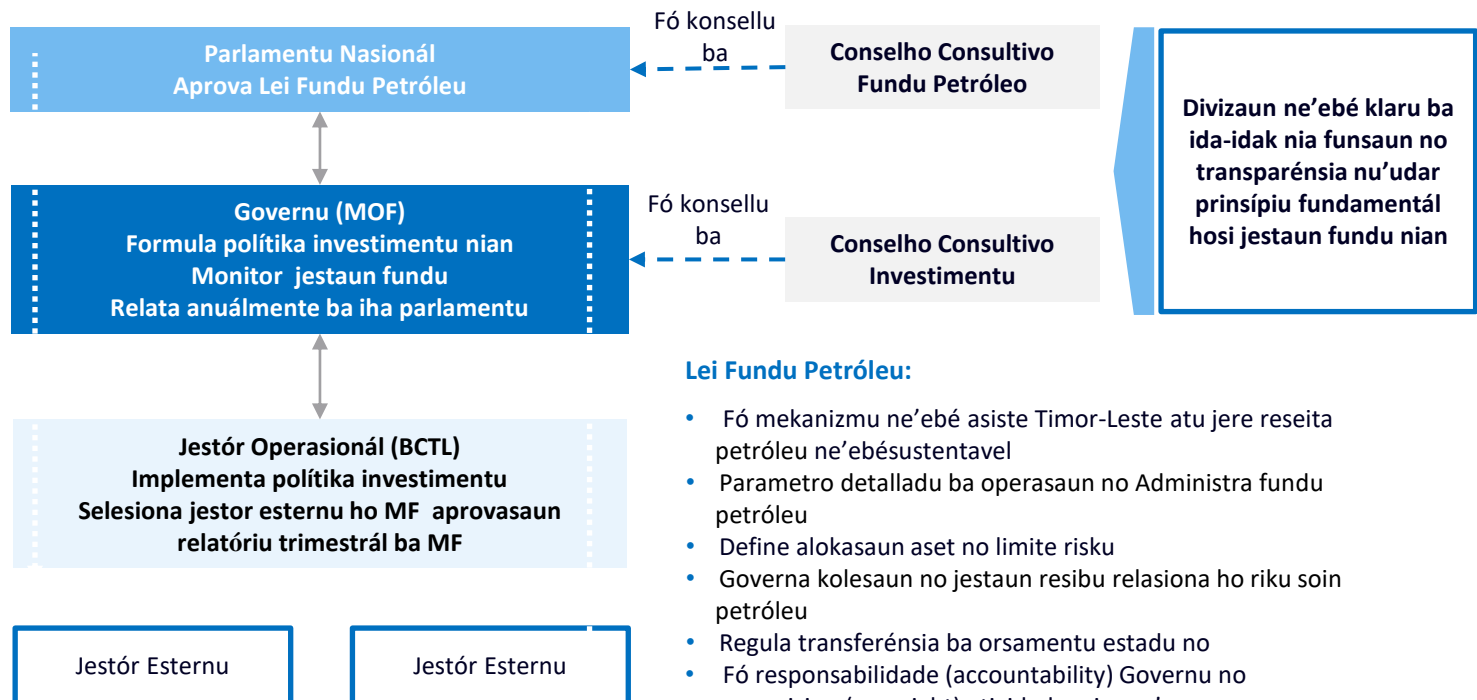 Parlamentu Nasionál
Aprova Lei Fundu Petróleu
Fó konsellu
ba
Conselho Consultivo
Fundu Petróleo
Divizaun ne’ebé klaru ba
ida-idak nia funsaun no
transparénsia nu’udar
prinsípiu fundamentál
hosi jestaun fundu nian
Governu (MOF)
Formula polítika investimentu nian
Monitor jestaun fundu
Relata anuálmente ba iha parlamentu
Fó konsellu
ba
Conselho Consultivo
Investimentu
Jestór Operasionál (BCTL)
Implementa polítika investimentu
Selesiona jestor esternu ho MF aprovasaun
relatóriu trimestrál ba MF
Jestór Esternu
Jestór Esternu
Lei Fundu Petróleu:
• Fó mekanizmu ne’ebé asiste Timor-Leste atu jere reseita
petróleu ne’ebésustentavel
• Parametro detalladu ba operasaun no Administra fundu
petróleu
• Define alokasaun aset no limite risku
• Governa kolesaun no jestaun resibu relasiona ho riku soin
petróleu
• Regula transferénsia ba orsamentu estadu no
• Fó responsabilidade (accountability) Governu no